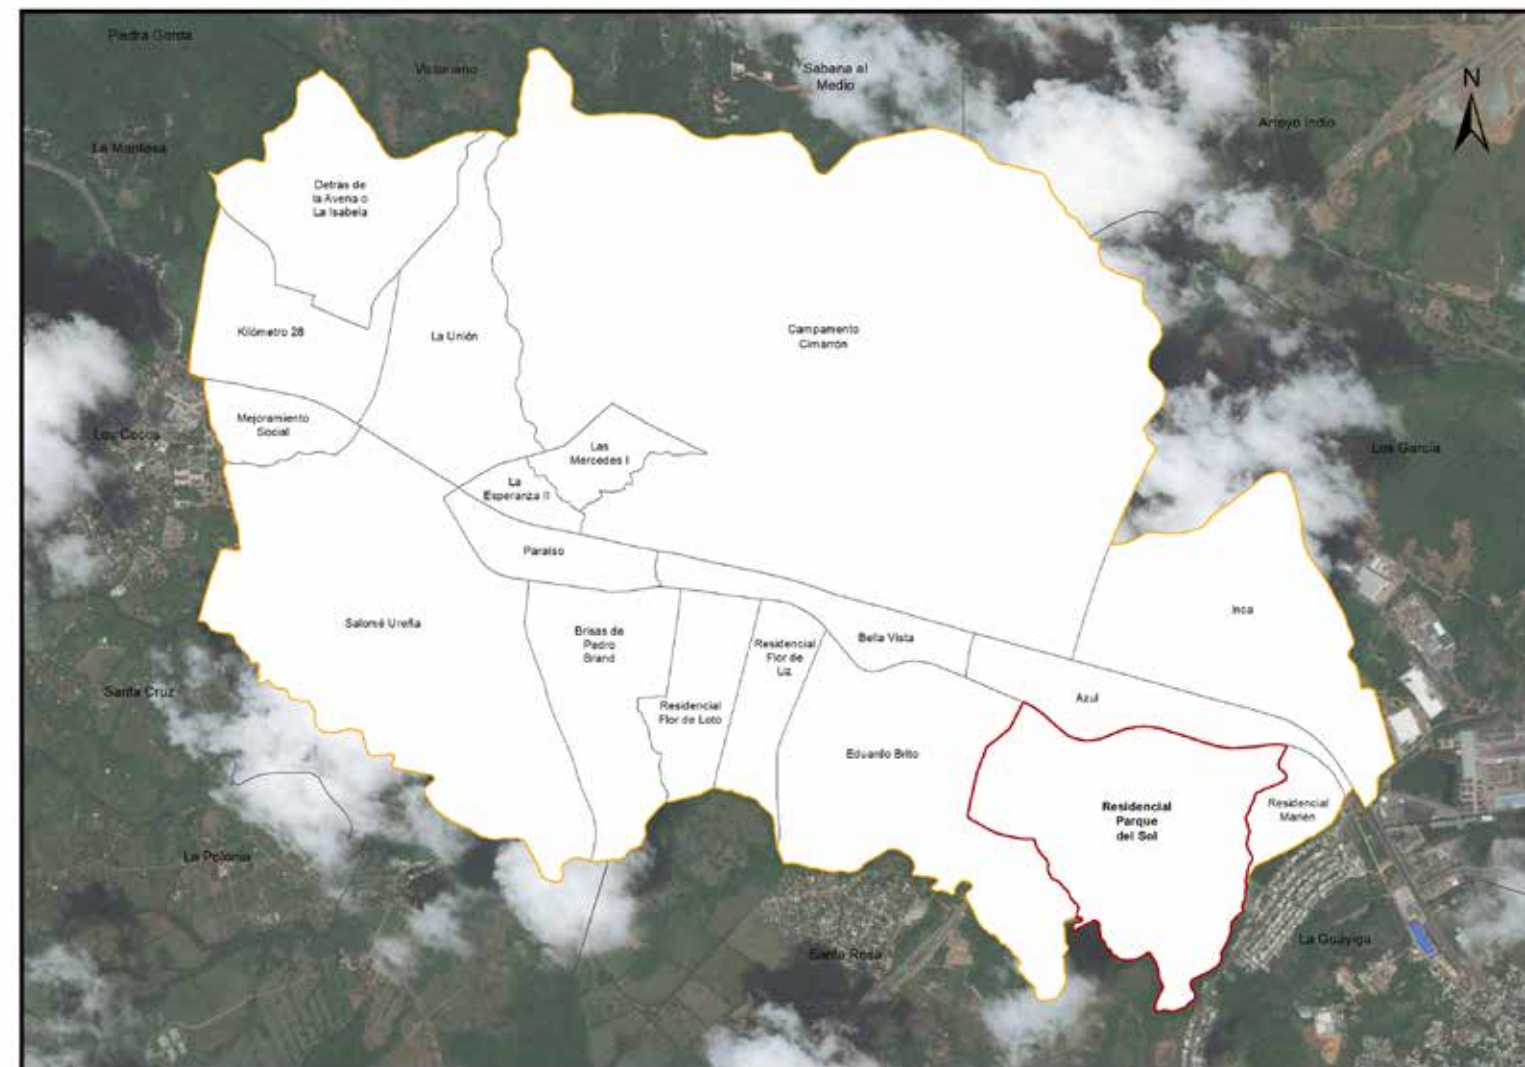 Piedra Gorda
Victorino
Sabana al
Medio
N
Arroyo Indio
La Mantesa
Detras de
la Avena o
La Isabela
Kilómetro 28
La Unión
Campamento
Cimarrón
Mejoramiento
Social
Los Cocos
Las
Mercedes I
Los García
La
Esperanza II
Paraíso
Salomé Ureña
Brisas de
Pedro
Brand
Residencial
Flor de
Liz
Bella Vista
Inca
Santa Cruz
Residencial
Flor de Loto
Azul
Eduardo Brito
Residencial
Parque
del Sol
Residencial
Marien
La Polonia
Santa Rosa
La Guayiga